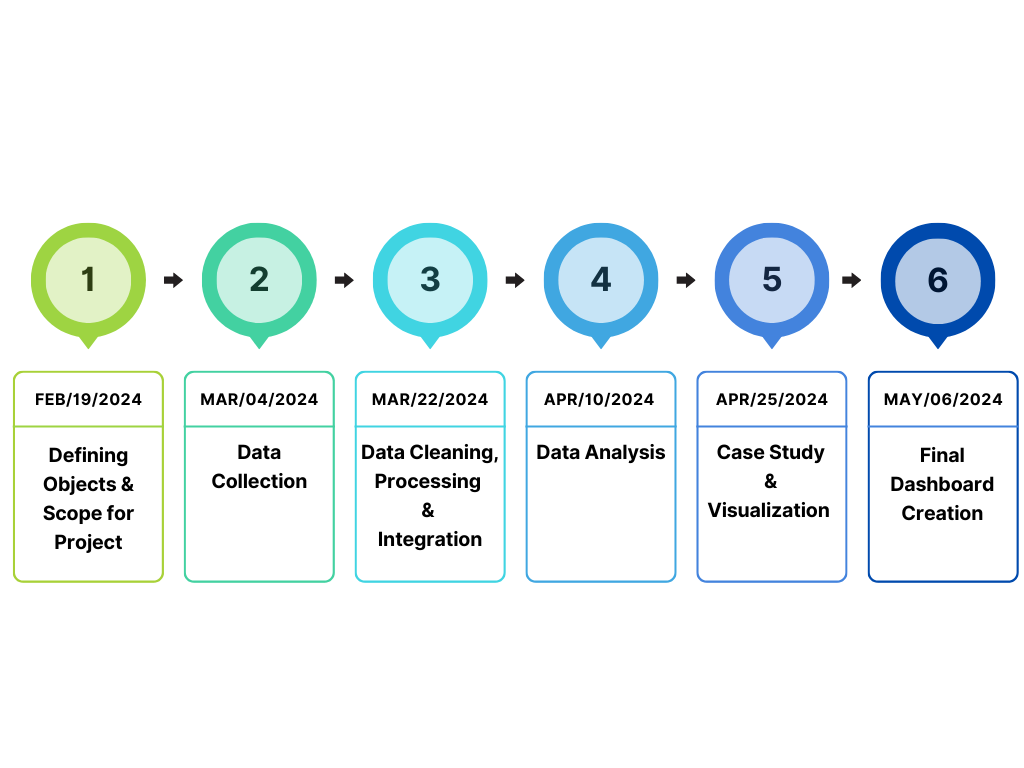 1
2
3
4
5
6
FEB/19/2024
Defining
Objects &
Scope for
Project
MAR/04/2024
Data
Collection
MAR/22/2024
Data Cleaning,
Processing
&
Integration
APR/10/2024
Data Analysis
APR/25/2024
Case Study
&
Visualization
MAY/06/2024
Final
Dashboard
Creation